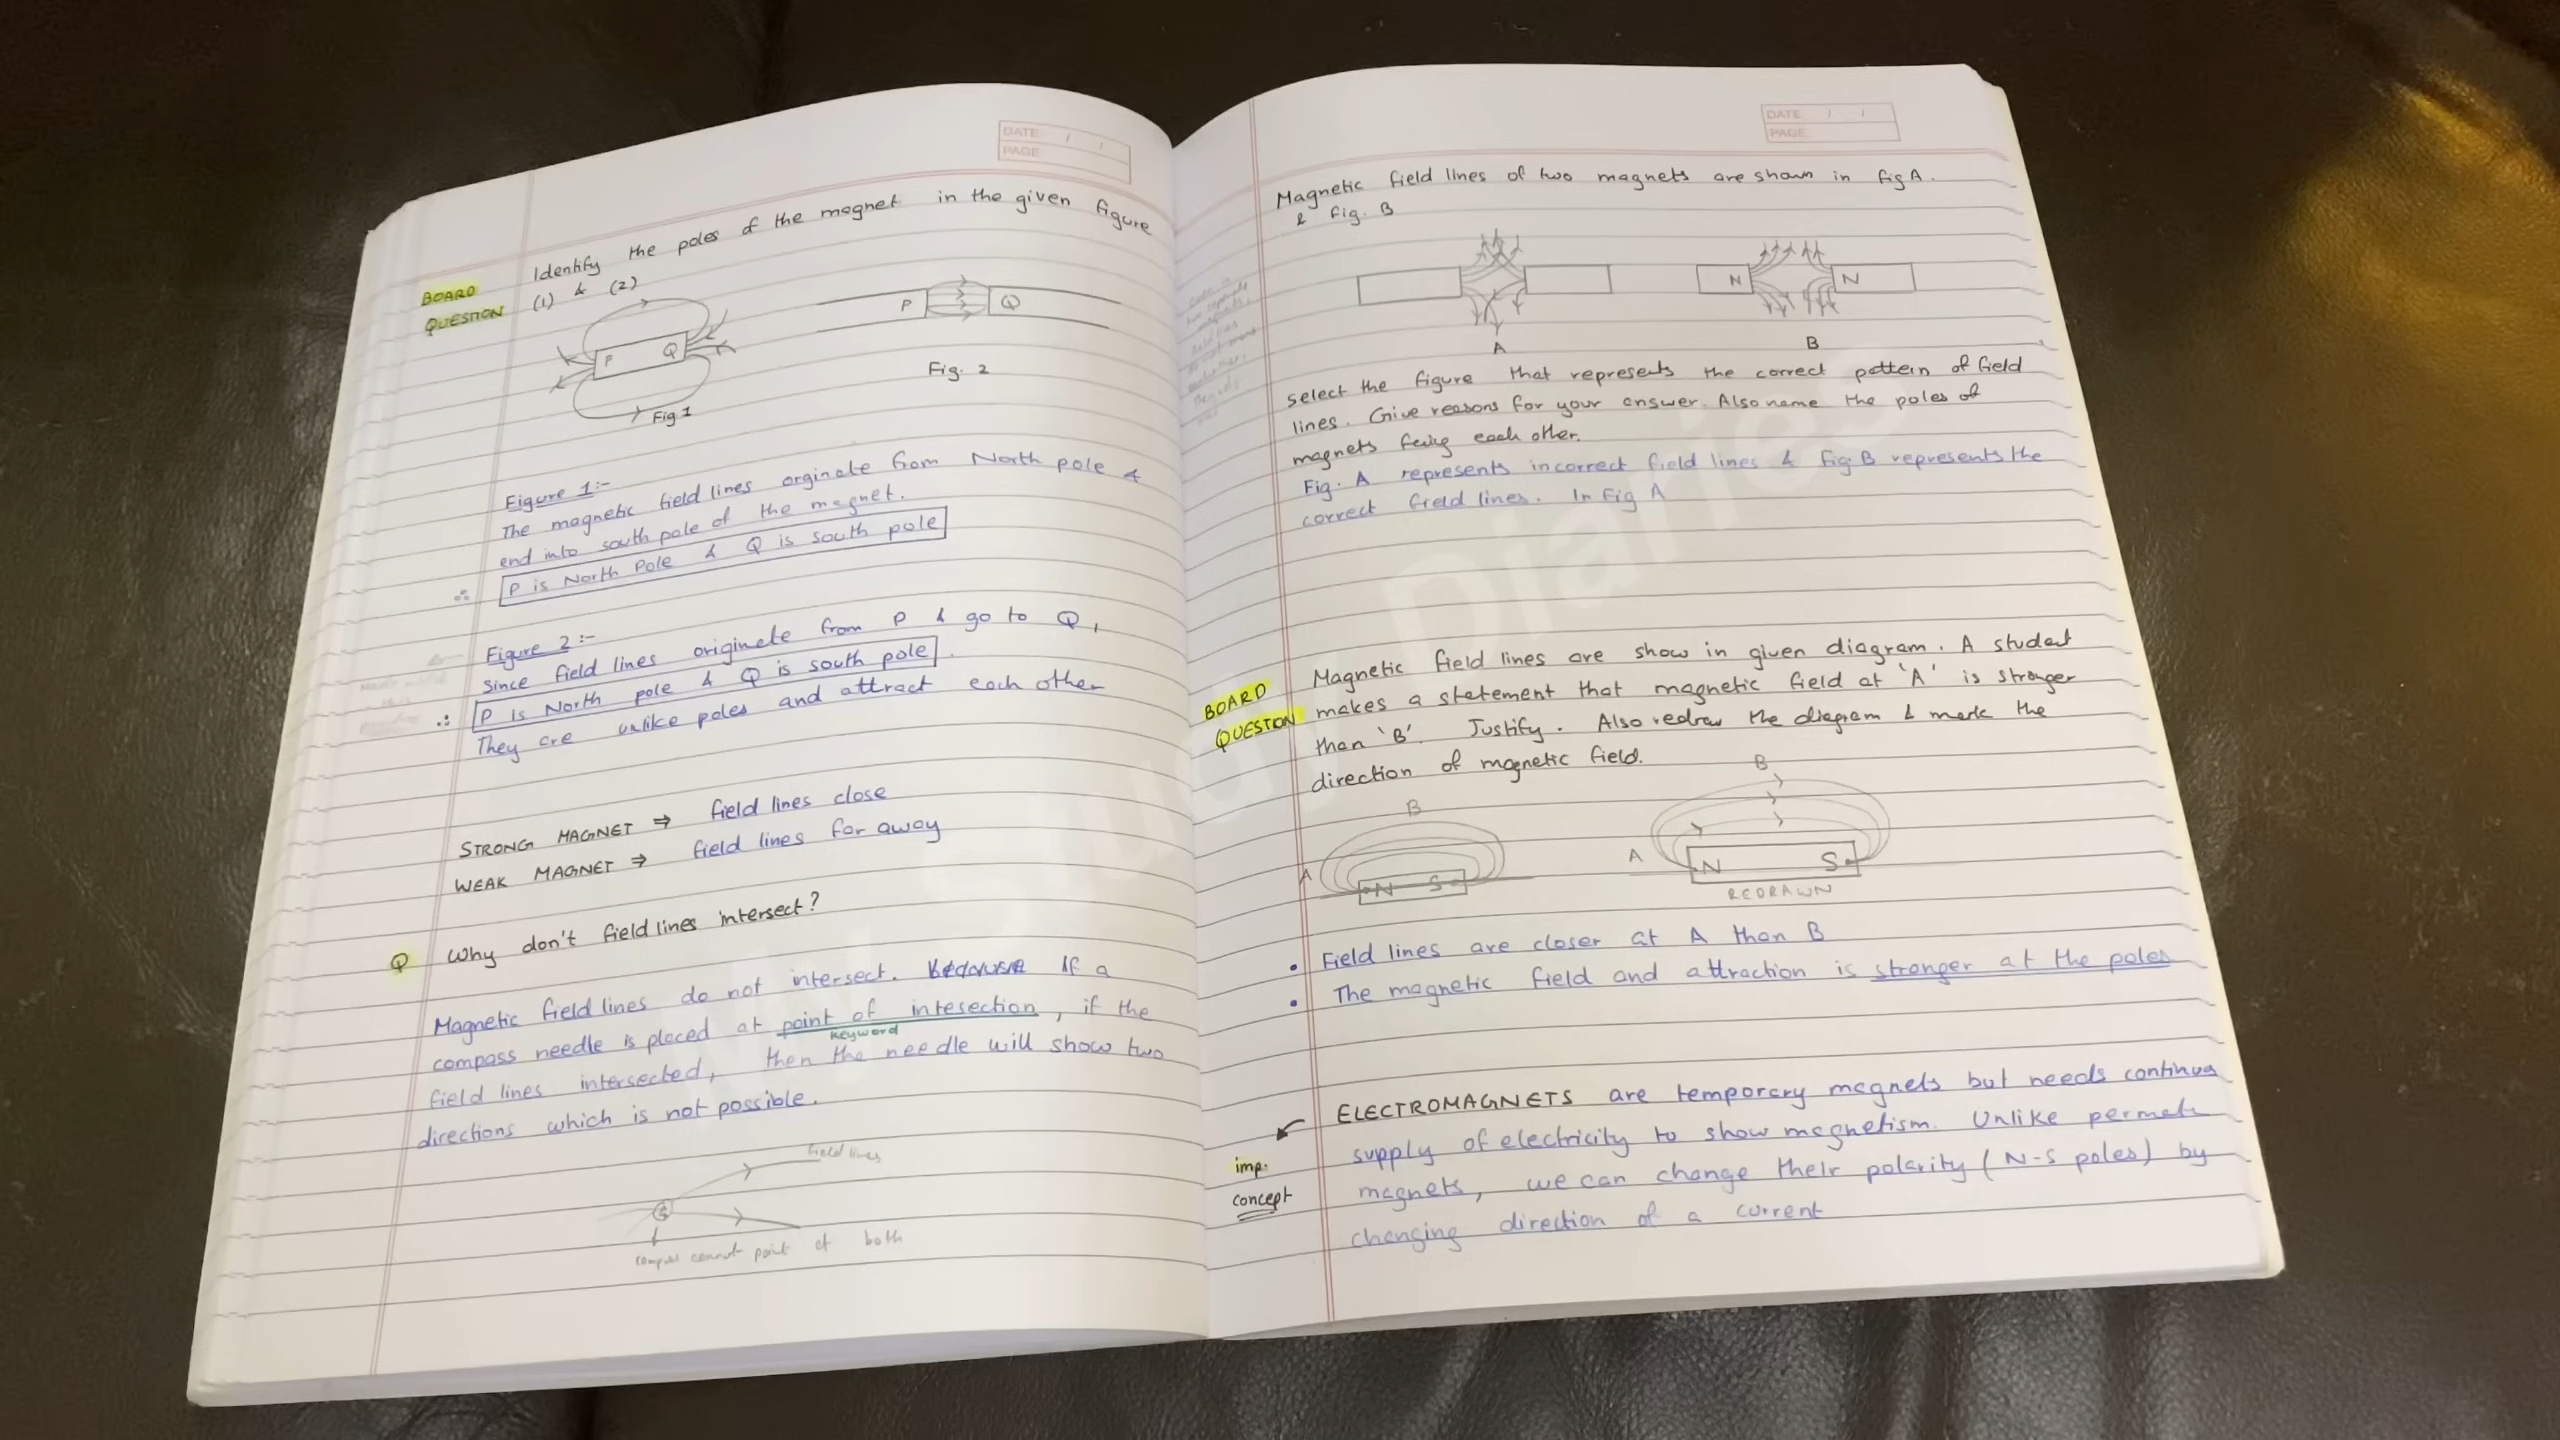 DATE / /
PAGE
BOARD
QUESTION
Identify the poles of the magnet in the given figure
(1) & (2)
P Q
Fig 1
P Q
Fig. 2
Figure 1:-
The magnetic field lines orginate from North pole &
end into south pole of the magnet.
∴ P is North Pole & Q is south pole
Figure 2:-
Since field lines originate from P & go to Q,
∴ P is North pole & Q is south pole.
They are unlike poles and attract each other
STRONG MAGNET ⇒ field lines close
WEAK MAGNET ⇒ field lines far away
Q Why don't field lines intersect?
Magnetic field lines do not intersect. Because If a
compass needle is placed at point of intesection, if the
keyword
field lines intersected, then the needle will show two
directions which is not possible.
field lines
compass cannot point at both
DATE / /
PAGE
Magnetic field lines of two magnets are shown in fig A.
& fig. B
N N
A B
select the figure that represents the correct pattern of field
lines. Give reasons for your answer. Also name the poles of
magnets facing each other.
Fig. A represents incorrect field lines & fig B represents the
correct field lines. In Fig A
BOARD
QUESTION
Magnetic field lines are show in given diagram. A student
makes a statement that magnetic field at 'A' is stronger
than 'B'. Justify. Also redraw the diagram & mark the
direction of magnetic field.
B
A N S
B
A N S
REDRAWN
• Field lines are closer at A than B
• The magnetic field and attraction is stronger at the poles
imp.
concept
ELECTROMAGNETS are temporary magnets but needs continua
supply of electricity to show magnetism. Unlike permate
magnets, we can change their polarity (N-S poles) by
changing direction of a current
My Study Diaries